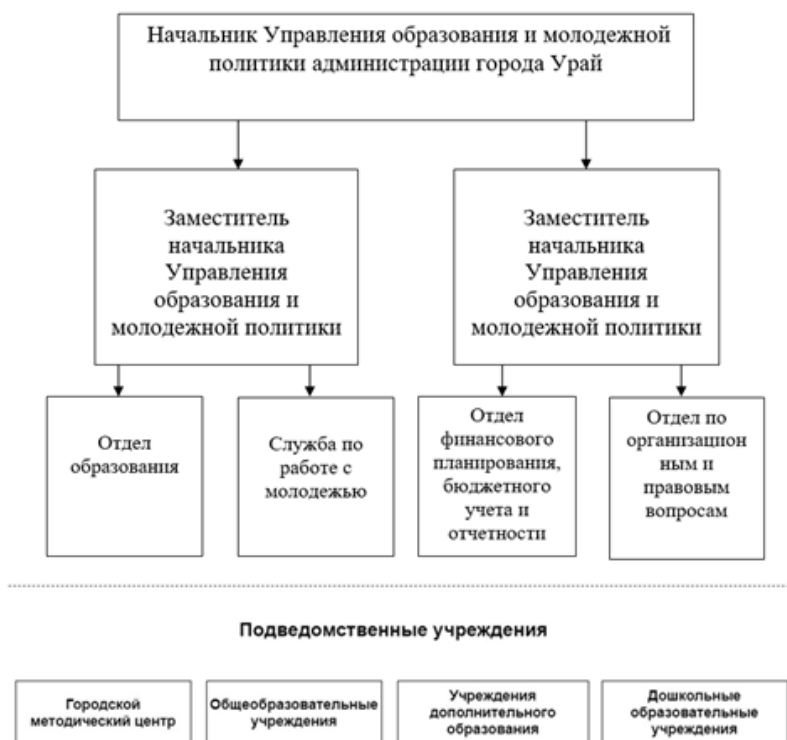 Начальник Управления образования и молодежной
политики администрации города Урай
Заместитель
начальника
Управления
образования и
молодежной политики
Заместитель
начальника
Управления
образования и
молодежной политики
Отдел
образования
Служба по
работе с
молодежью
Отдел
финансового
планирования,
бюджетного
учета и
отчетности
Отдел по
организацион
ным и
правовым
вопросам
Подведомственные учреждения
Городской
методический центр
Общеобразовательные
учреждения
Учреждения
дополнительного
образования
Дошкольные
образовательные
учреждения